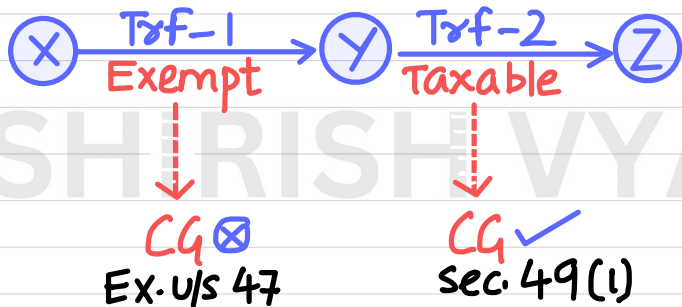 Trf-1 Trf-2
X Y Z
Exempt Taxable
SHIRISH VYA
CG CG
Ex. u/s 47 sec. 49(1)